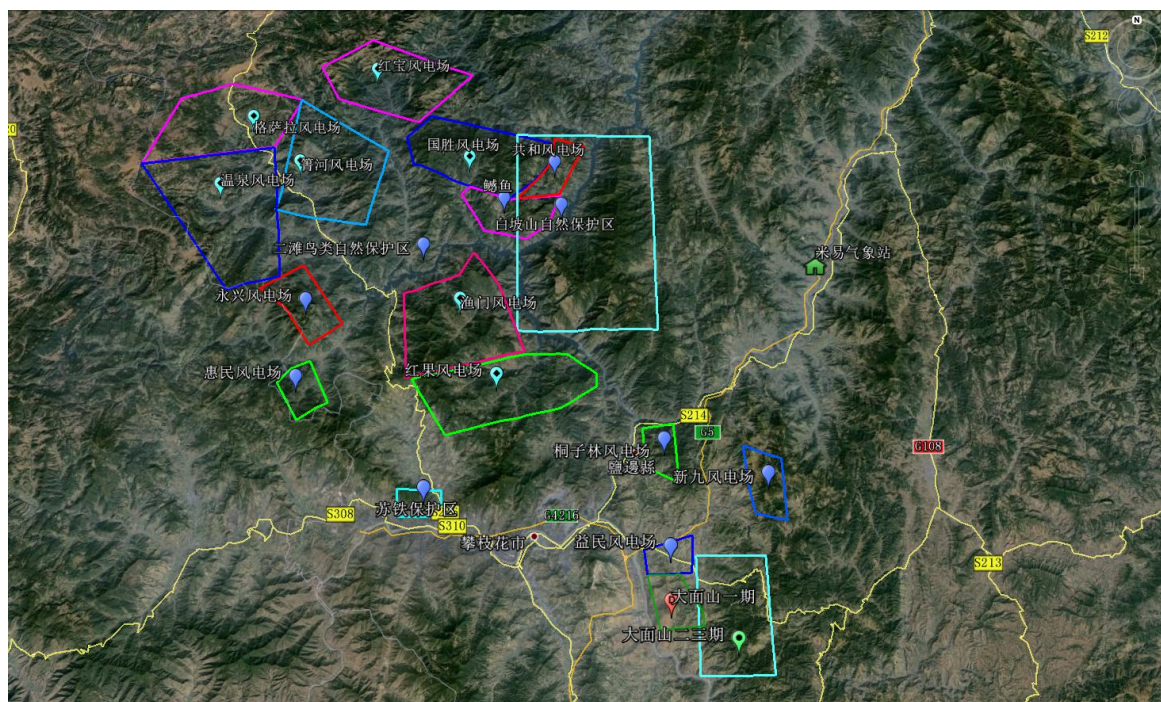 N
S212
红宝风电场
格萨拉风电场
国胜风电场
共和风电场
箐河风电场
温泉风电场
鳡鱼
白坡山自然保护区
二滩鸟类自然保护区
米易气象站
永兴风电场
渔门风电场
惠民风电场
红果风电场
S214
G5
桐子林风电场
G108
鹽邊縣
新九风电场
苏铁保护区
S308
S310
G4216
攀枝花市
益民风电场
S213
大面山一期
大面山二三期